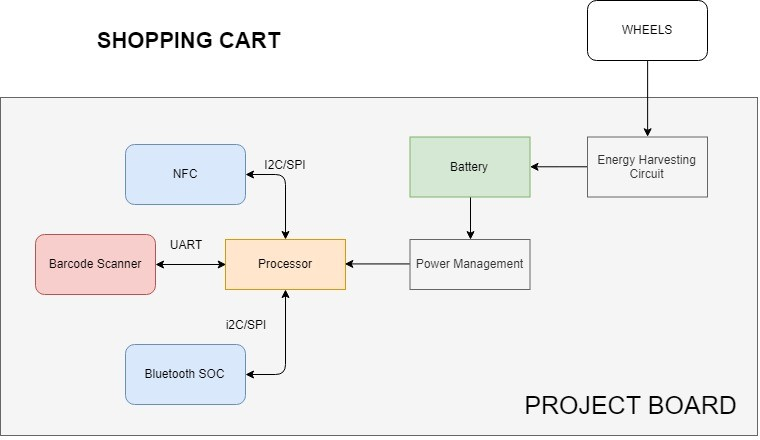 SHOPPING CART
WHEELS
NFC
I2C/SPI
Battery
Energy Harvesting
Circuit
Barcode Scanner
UART
Processor
Power Management
i2C/SPI
Bluetooth SOC
PROJECT BOARD